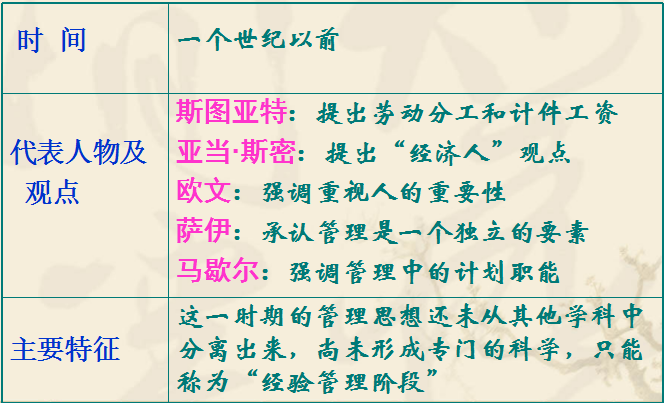 时 间
一个世纪以前
代表人物及
观点
斯图亚特：提出劳动分工和计件工资
亚当·斯密：提出“经济人”观点
欧文：强调重视人的重要性
萨伊：承认管理是一个独立的要素
马歇尔：强调管理中的计划职能
主要特征
这一时期的管理思想还未从其他学科中
分离出来，尚未形成专门的科学，只能
称为“经验管理阶段”